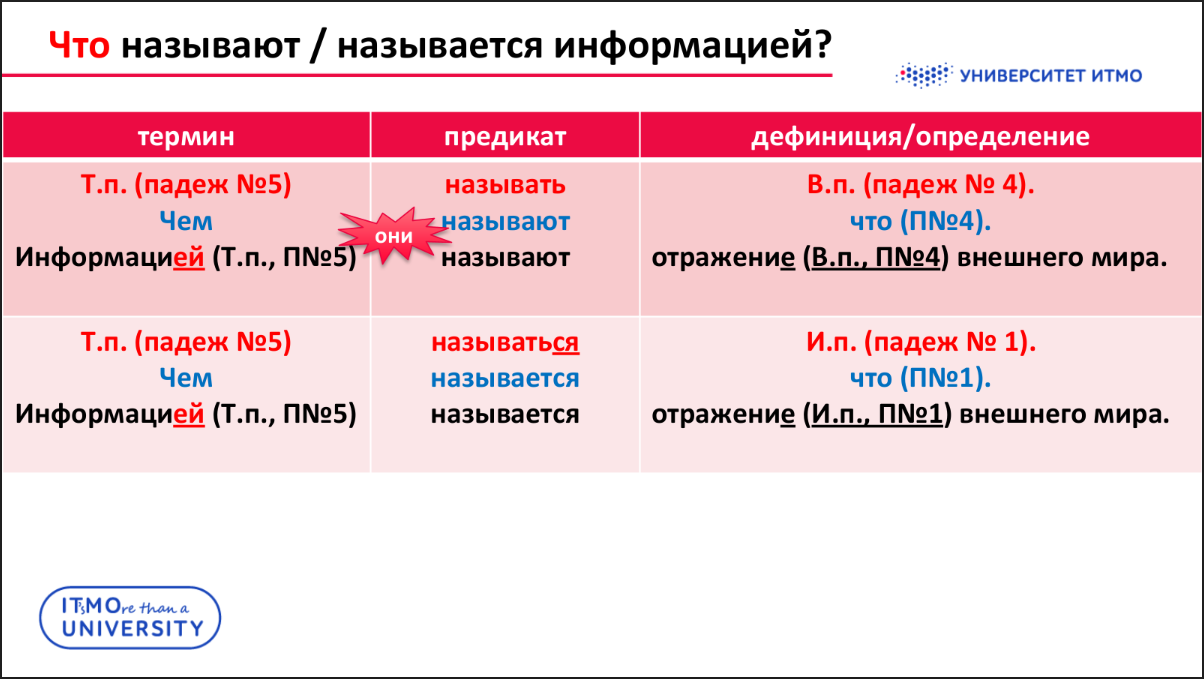 Что называют / называется информацией?
УНИВЕРСИТЕТ ИТМО
термин
предикат
дефиниция/определение
Т.п. (падеж №5)
Чем
Информацией (Т.п., П№5)
они
называть
называют
называют
В.п. (падеж № 4).
что (П№4).
отражение (В.п., П№4) внешнего мира.
Т.п. (падеж №5)
Чем
Информацией (Т.п., П№5)
называться
называется
называется
И.п. (падеж № 1).
что (П№1).
отражение (И.п., П№1) внешнего мира.
IT's MOre than a
UNIVERSITY